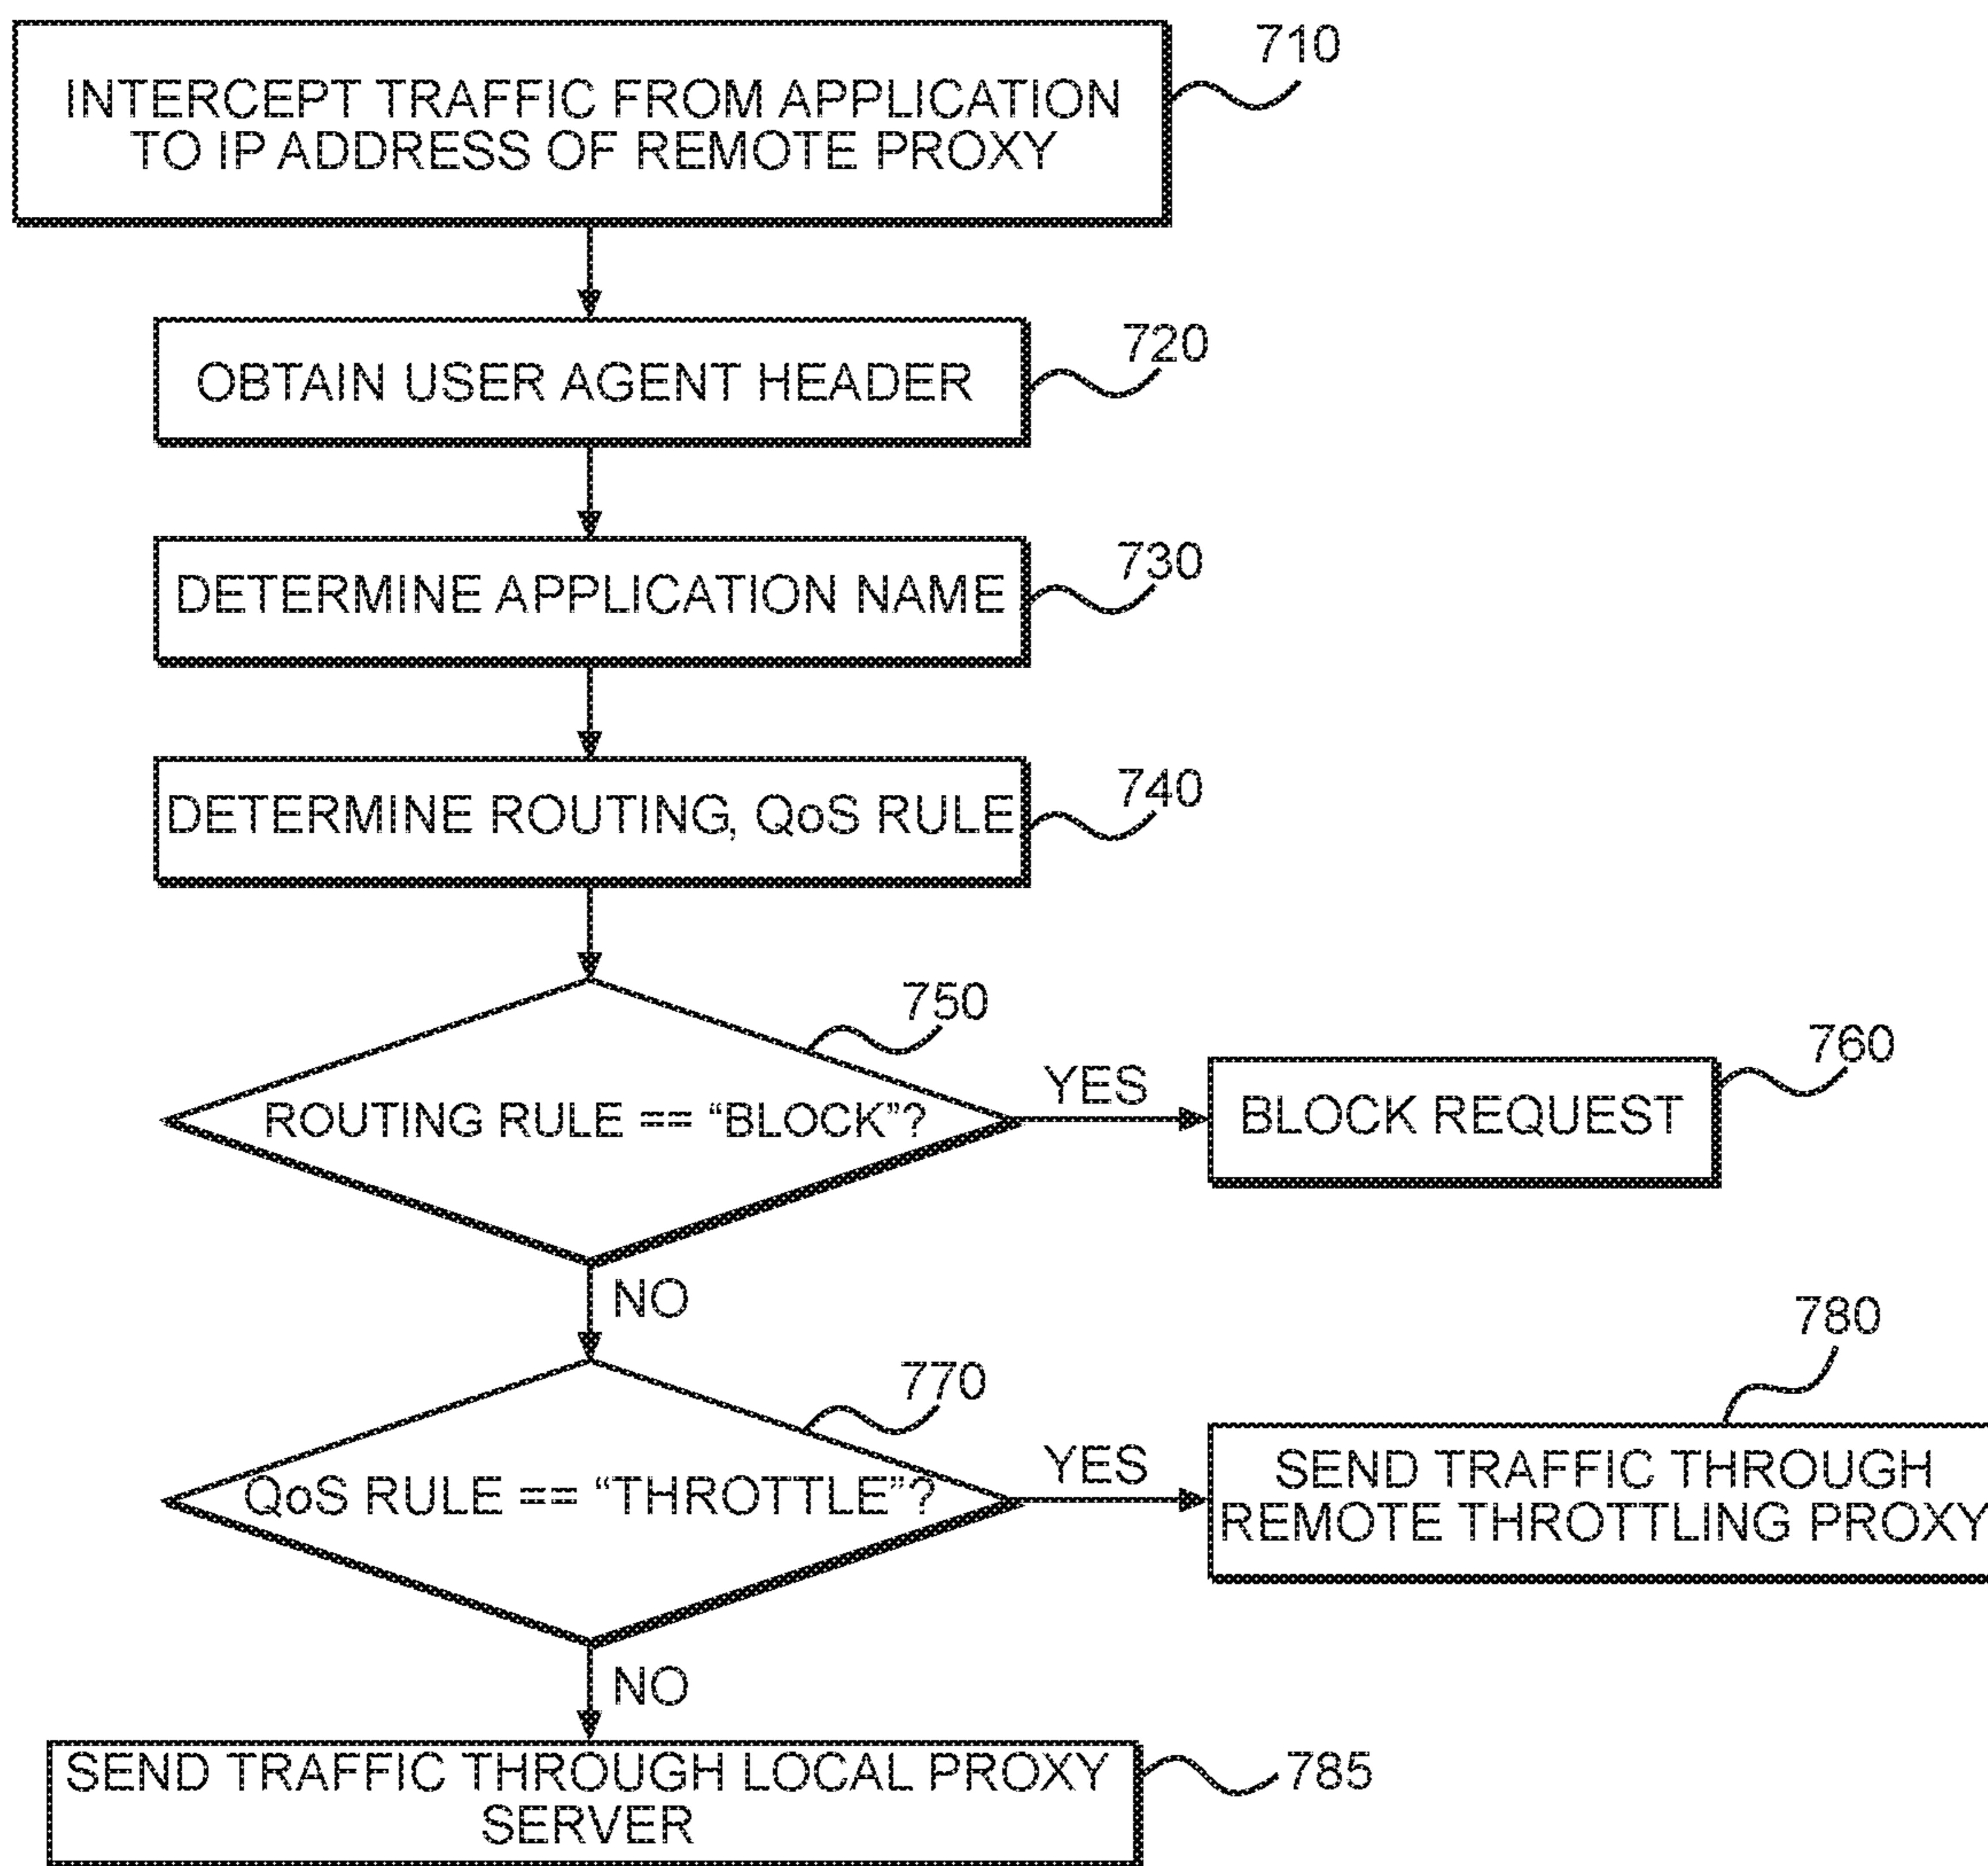 710
INTERCEPT TRAFFIC FROM APPLICATION
TO IP ADDRESS OF REMOTE PROXY
720
OBTAIN USER AGENT HEADER
730
DETERMINE APPLICATION NAME
740
DETERMINE ROUTING, QoS RULE
750
ROUTING RULE == “BLOCK”?
YES
760
BLOCK REQUEST
NO
770
QoS RULE == “THROTTLE”?
YES
780
SEND TRAFFIC THROUGH
REMOTE THROTTLING PROXY
NO
SEND TRAFFIC THROUGH LOCAL PROXY
SERVER
785